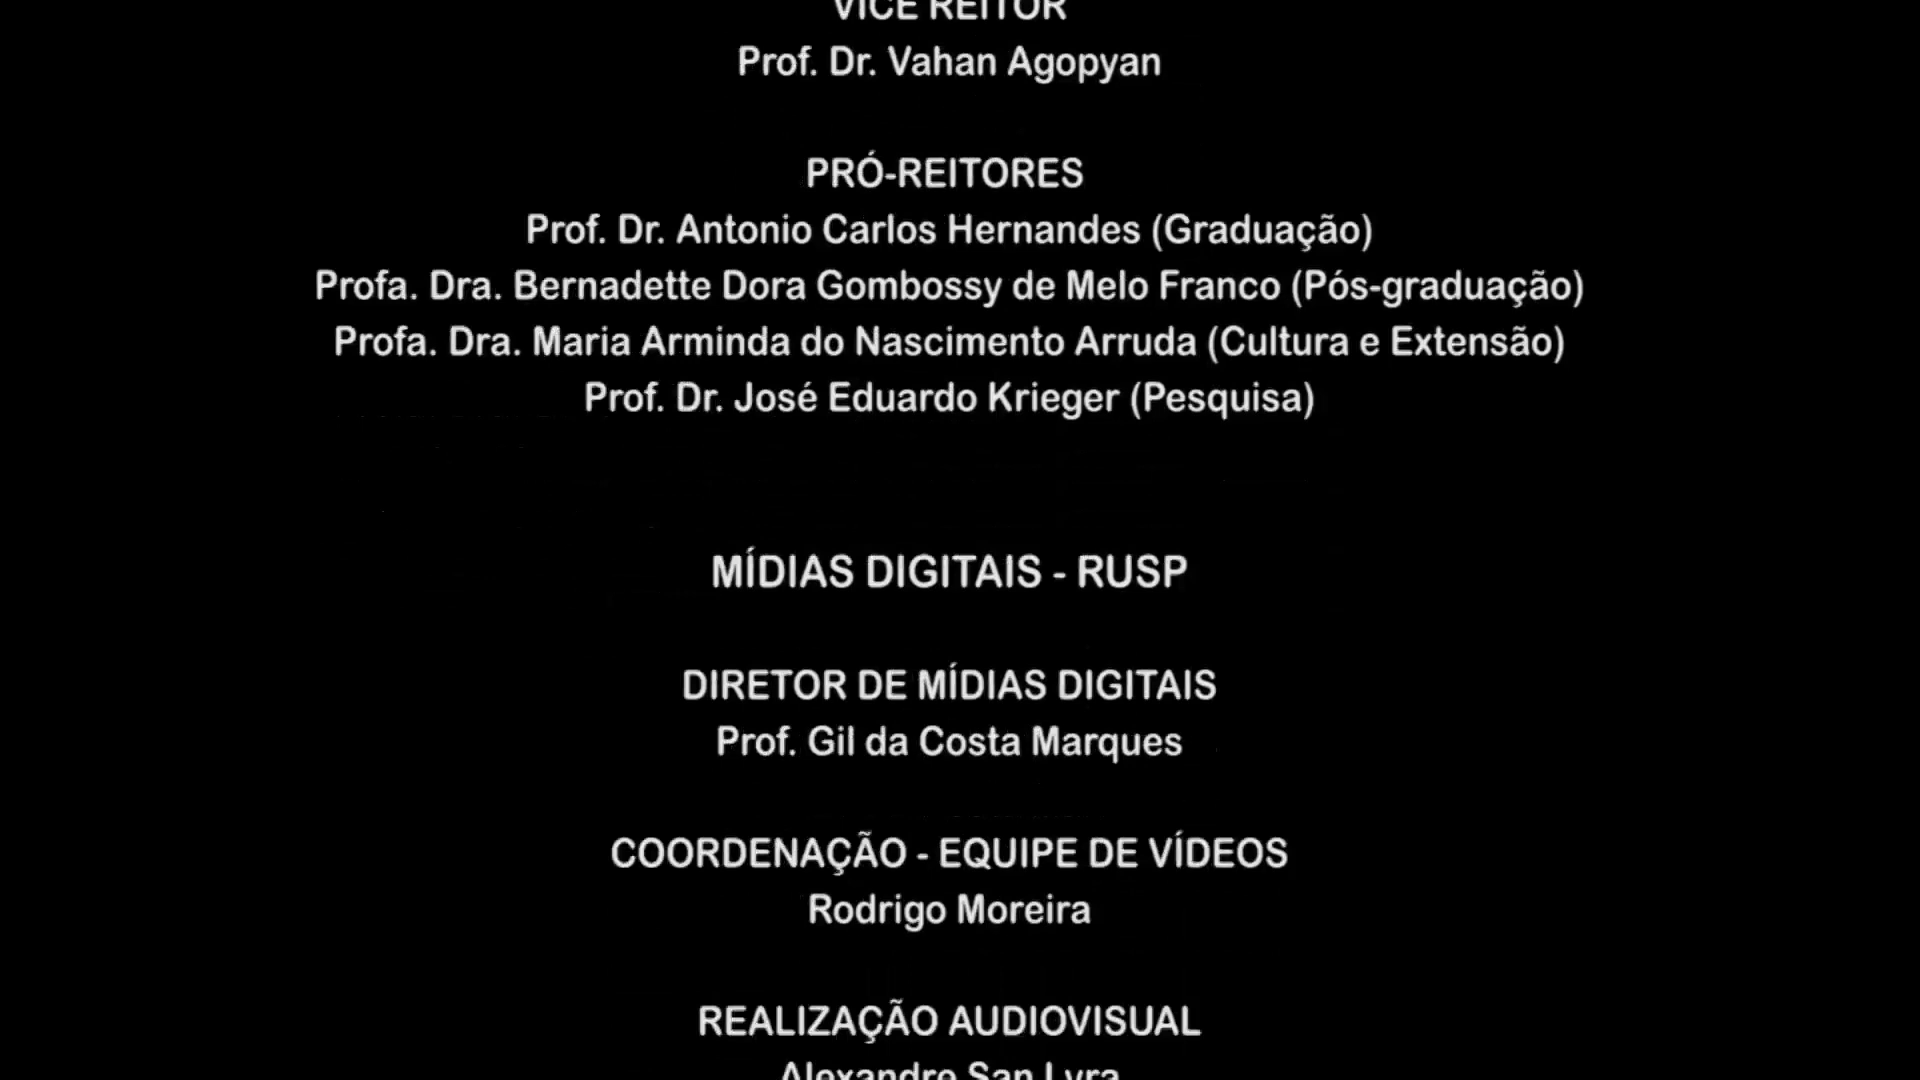 VICE REITOR
Prof. Dr. Vahan Agopyan
PRÓ-REITORES
Prof. Dr. Antonio Carlos Hernandes (Graduação)
Profa. Dra. Bernadette Dora Gombossy de Melo Franco (Pós-graduação)
Profa. Dra. Maria Arminda do Nascimento Arruda (Cultura e Extensão)
Prof. Dr. José Eduardo Krieger (Pesquisa)
MÍDIAS DIGITAIS - RUSP
DIRETOR DE MÍDIAS DIGITAIS
Prof. Gil da Costa Marques
COORDENAÇÃO - EQUIPE DE VÍDEOS
Rodrigo Moreira
REALIZAÇÃO AUDIOVISUAL
Alexandre San Lyra